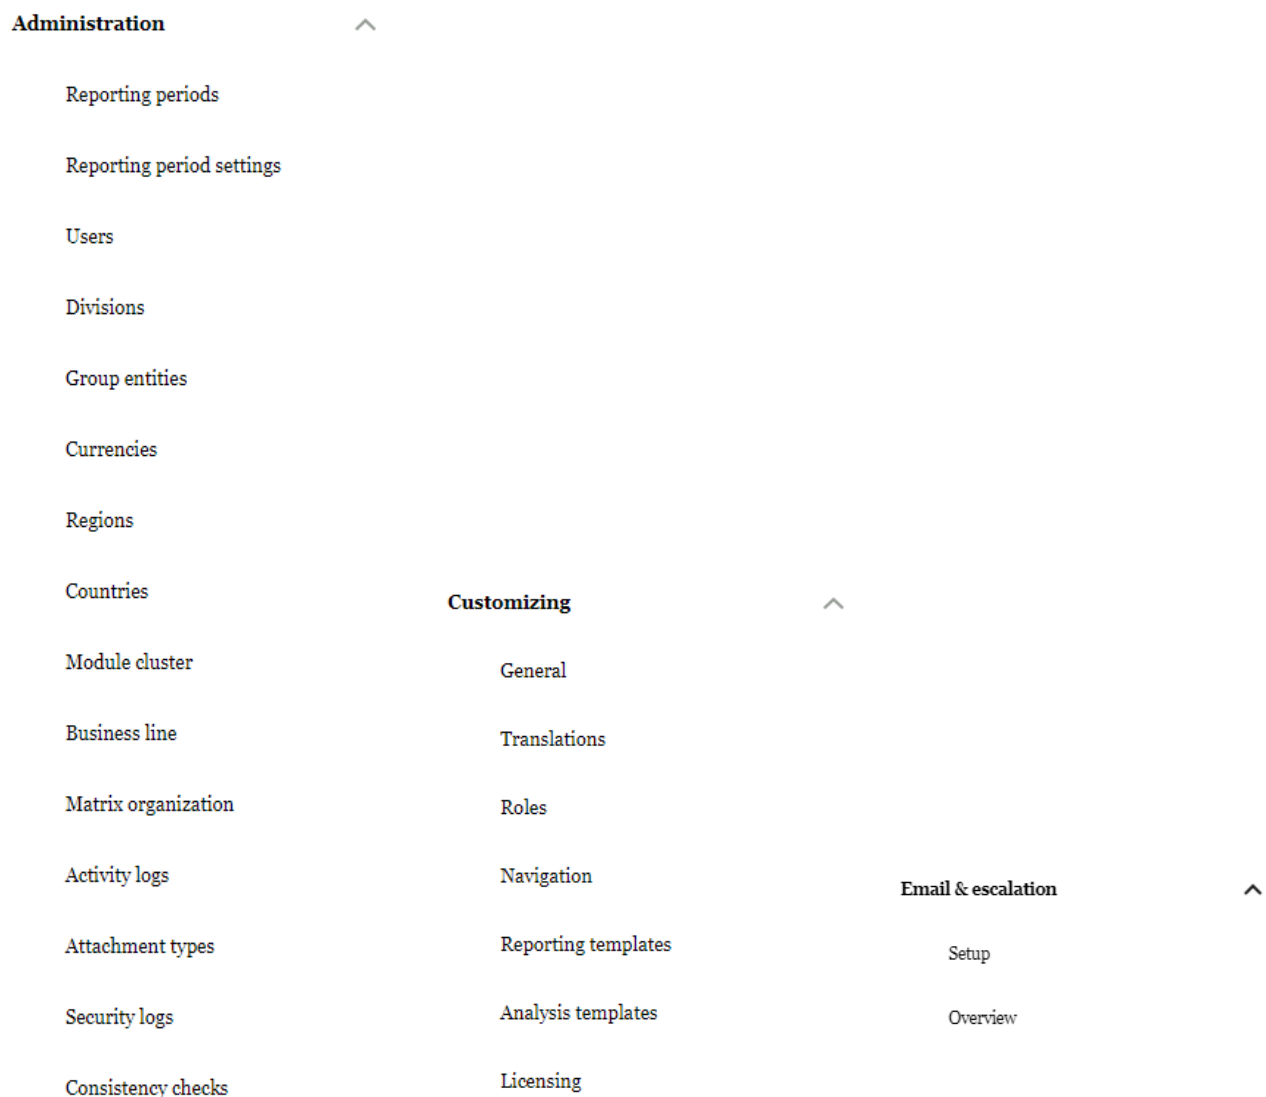 Administration
Reporting periods
Reporting period settings
Users
Divisions
Group entities
Currencies
Regions
Countries
Module cluster
Business line
Matrix organization
Activity logs
Attachment types
Security logs
Consistency checks
Customizing
General
Translations
Roles
Navigation
Reporting templates
Analysis templates
Licensing
Email & escalation
Setup
Overview